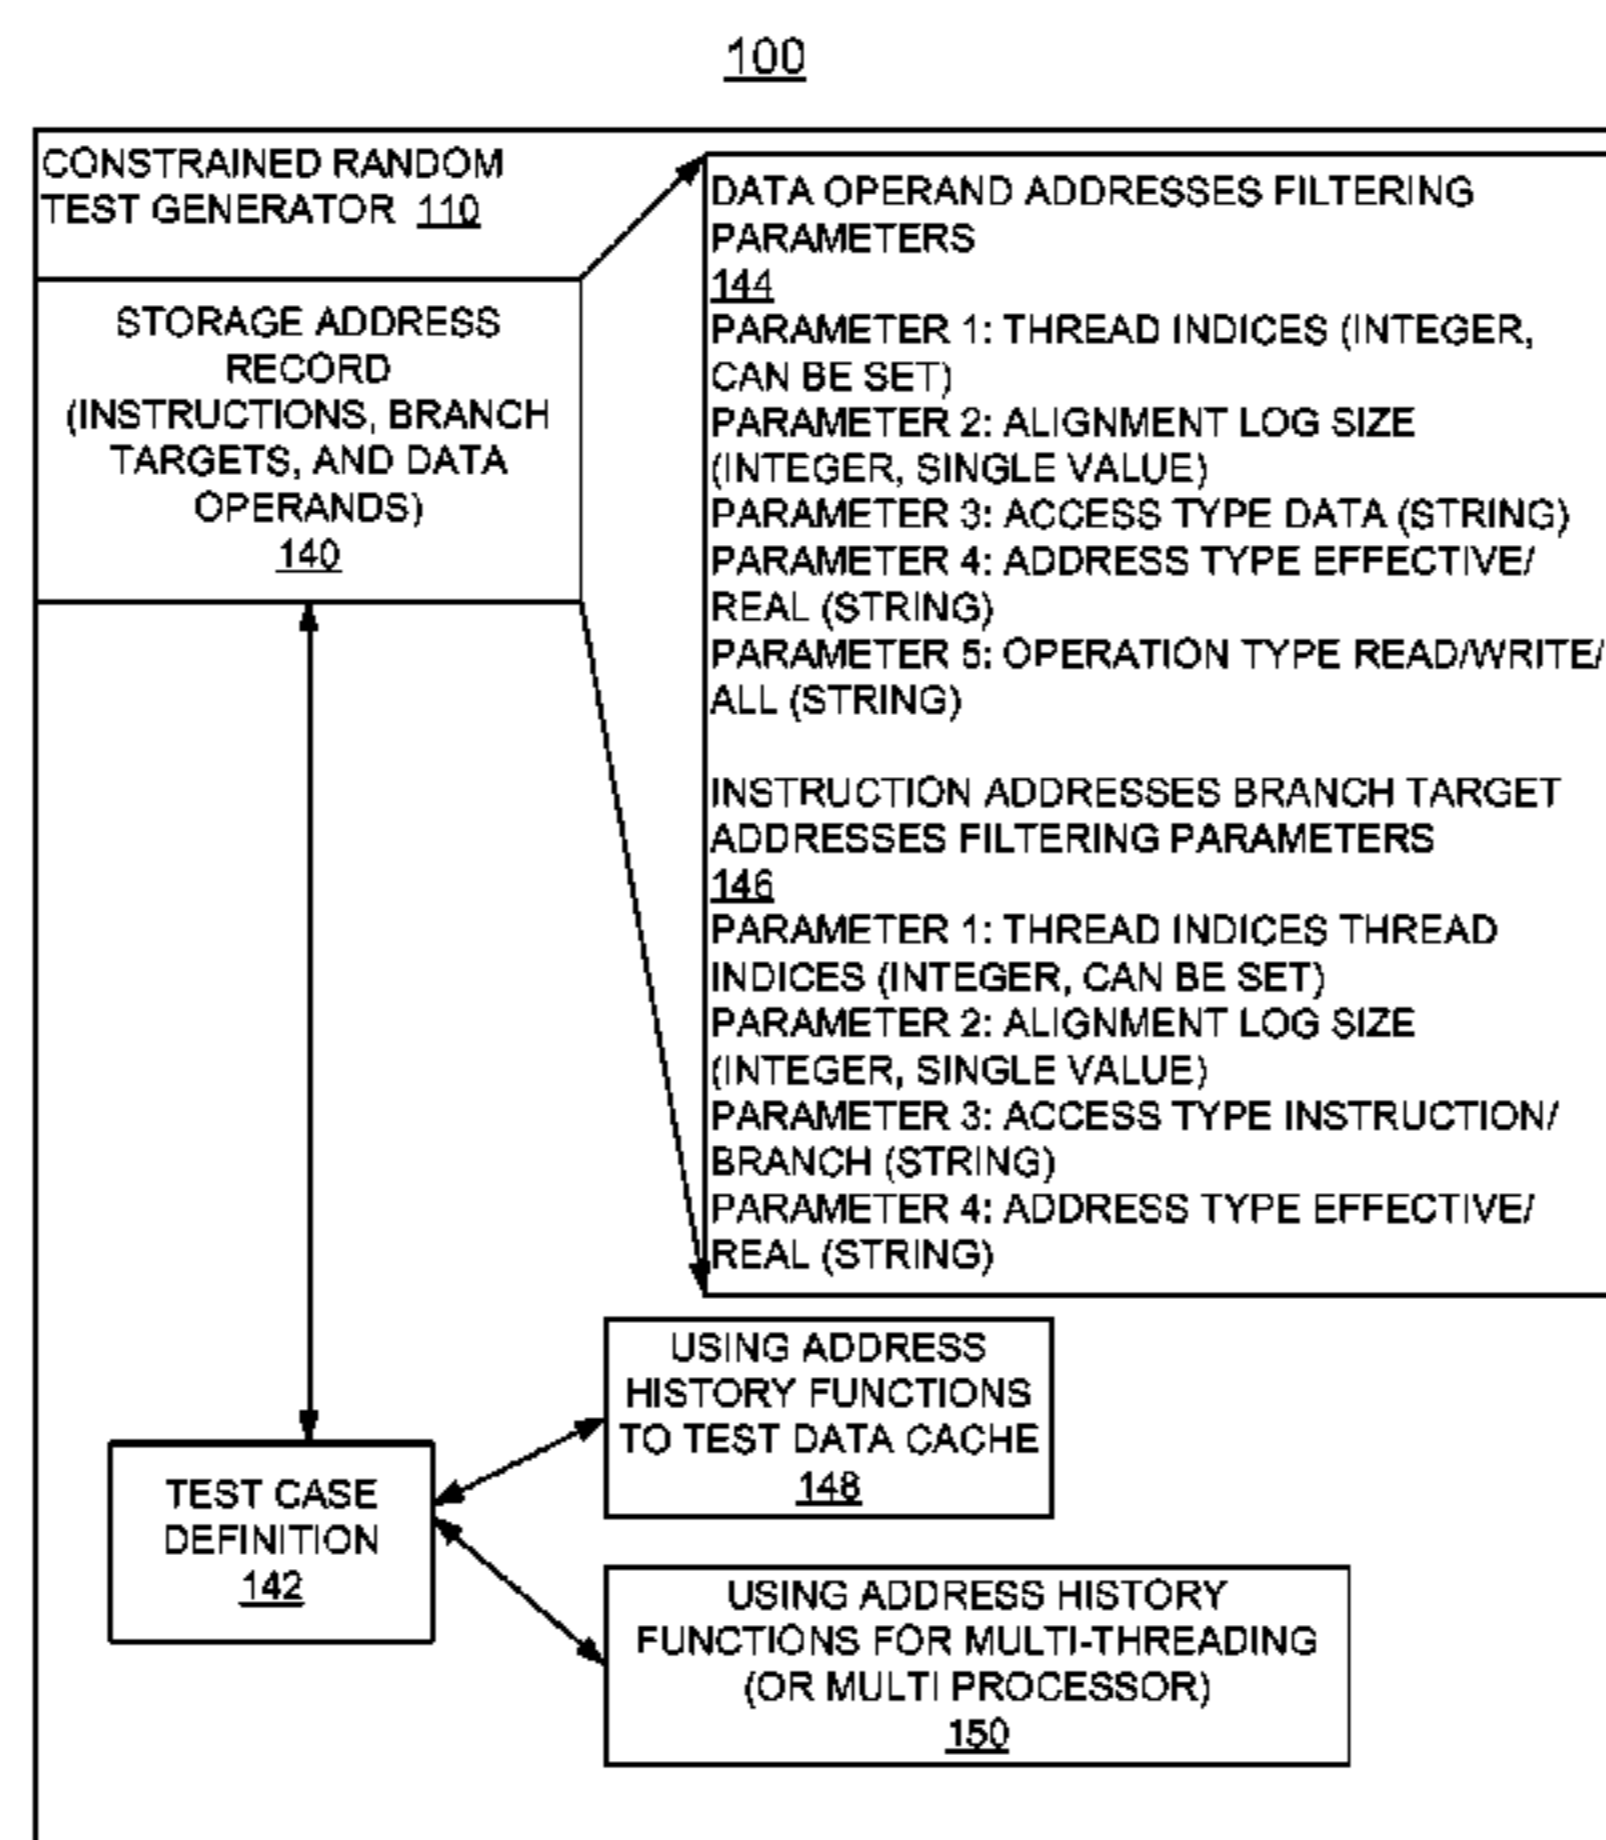 100
CONSTRAINED RANDOM
TEST GENERATOR 110
STORAGE ADDRESS
RECORD
(INSTRUCTIONS, BRANCH
TARGETS, AND DATA
OPERANDS)
140
DATA OPERAND ADDRESSES FILTERING
PARAMETERS
144
PARAMETER 1: THREAD INDICES (INTEGER,
CAN BE SET)
PARAMETER 2: ALIGNMENT LOG SIZE
(INTEGER, SINGLE VALUE)
PARAMETER 3: ACCESS TYPE DATA (STRING)
PARAMETER 4: ADDRESS TYPE EFFECTIVE/
REAL (STRING)
PARAMETER 5: OPERATION TYPE READ/WRITE/
ALL (STRING)
INSTRUCTION ADDRESSES BRANCH TARGET
ADDRESSES FILTERING PARAMETERS
146
PARAMETER 1: THREAD INDICES THREAD
INDICES (INTEGER, CAN BE SET)
PARAMETER 2: ALIGNMENT LOG SIZE
(INTEGER, SINGLE VALUE)
PARAMETER 3: ACCESS TYPE INSTRUCTION/
BRANCH (STRING)
PARAMETER 4: ADDRESS TYPE EFFECTIVE/
REAL (STRING)
USING ADDRESS
HISTORY FUNCTIONS
TO TEST DATA CACHE
148
TEST CASE
DEFINITION
142
USING ADDRESS HISTORY
FUNCTIONS FOR MULTI-THREADING
(OR MULTI PROCESSOR)
150